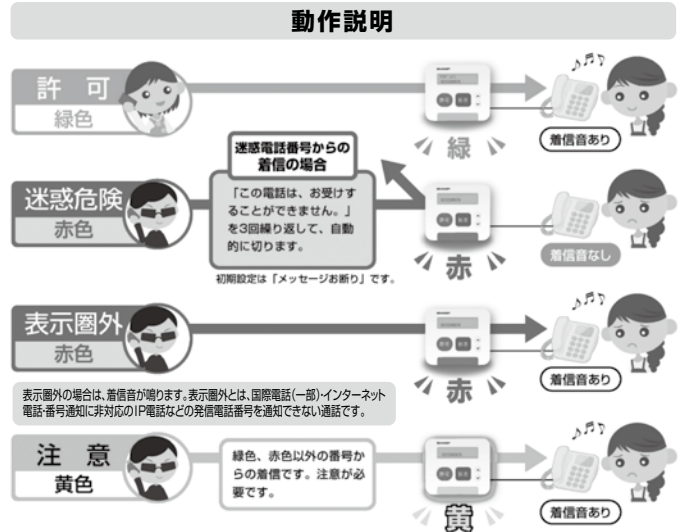 動作説明
許 可
緑色
緑
着信音あり
迷惑電話番号からの
着信の場合
迷惑危険
赤色
「この電話は、お受けす
ることができません。」
を3回繰り返して、自動
的に切ります。
初期設定は「メッセージお断り」です。
赤
着信音なし
表示圏外
赤色
赤
着信音あり
表示圏外の場合は、着信音が鳴ります。表示圏外とは、国際電話(一部)・インターネット
電話・番号通知に非対応のIP電話などの発信電話番号を通知できない通話です。
注 意
黄色
緑色、赤色以外の番号か
らの着信です。注意が必
要です。
黄
着信音あり